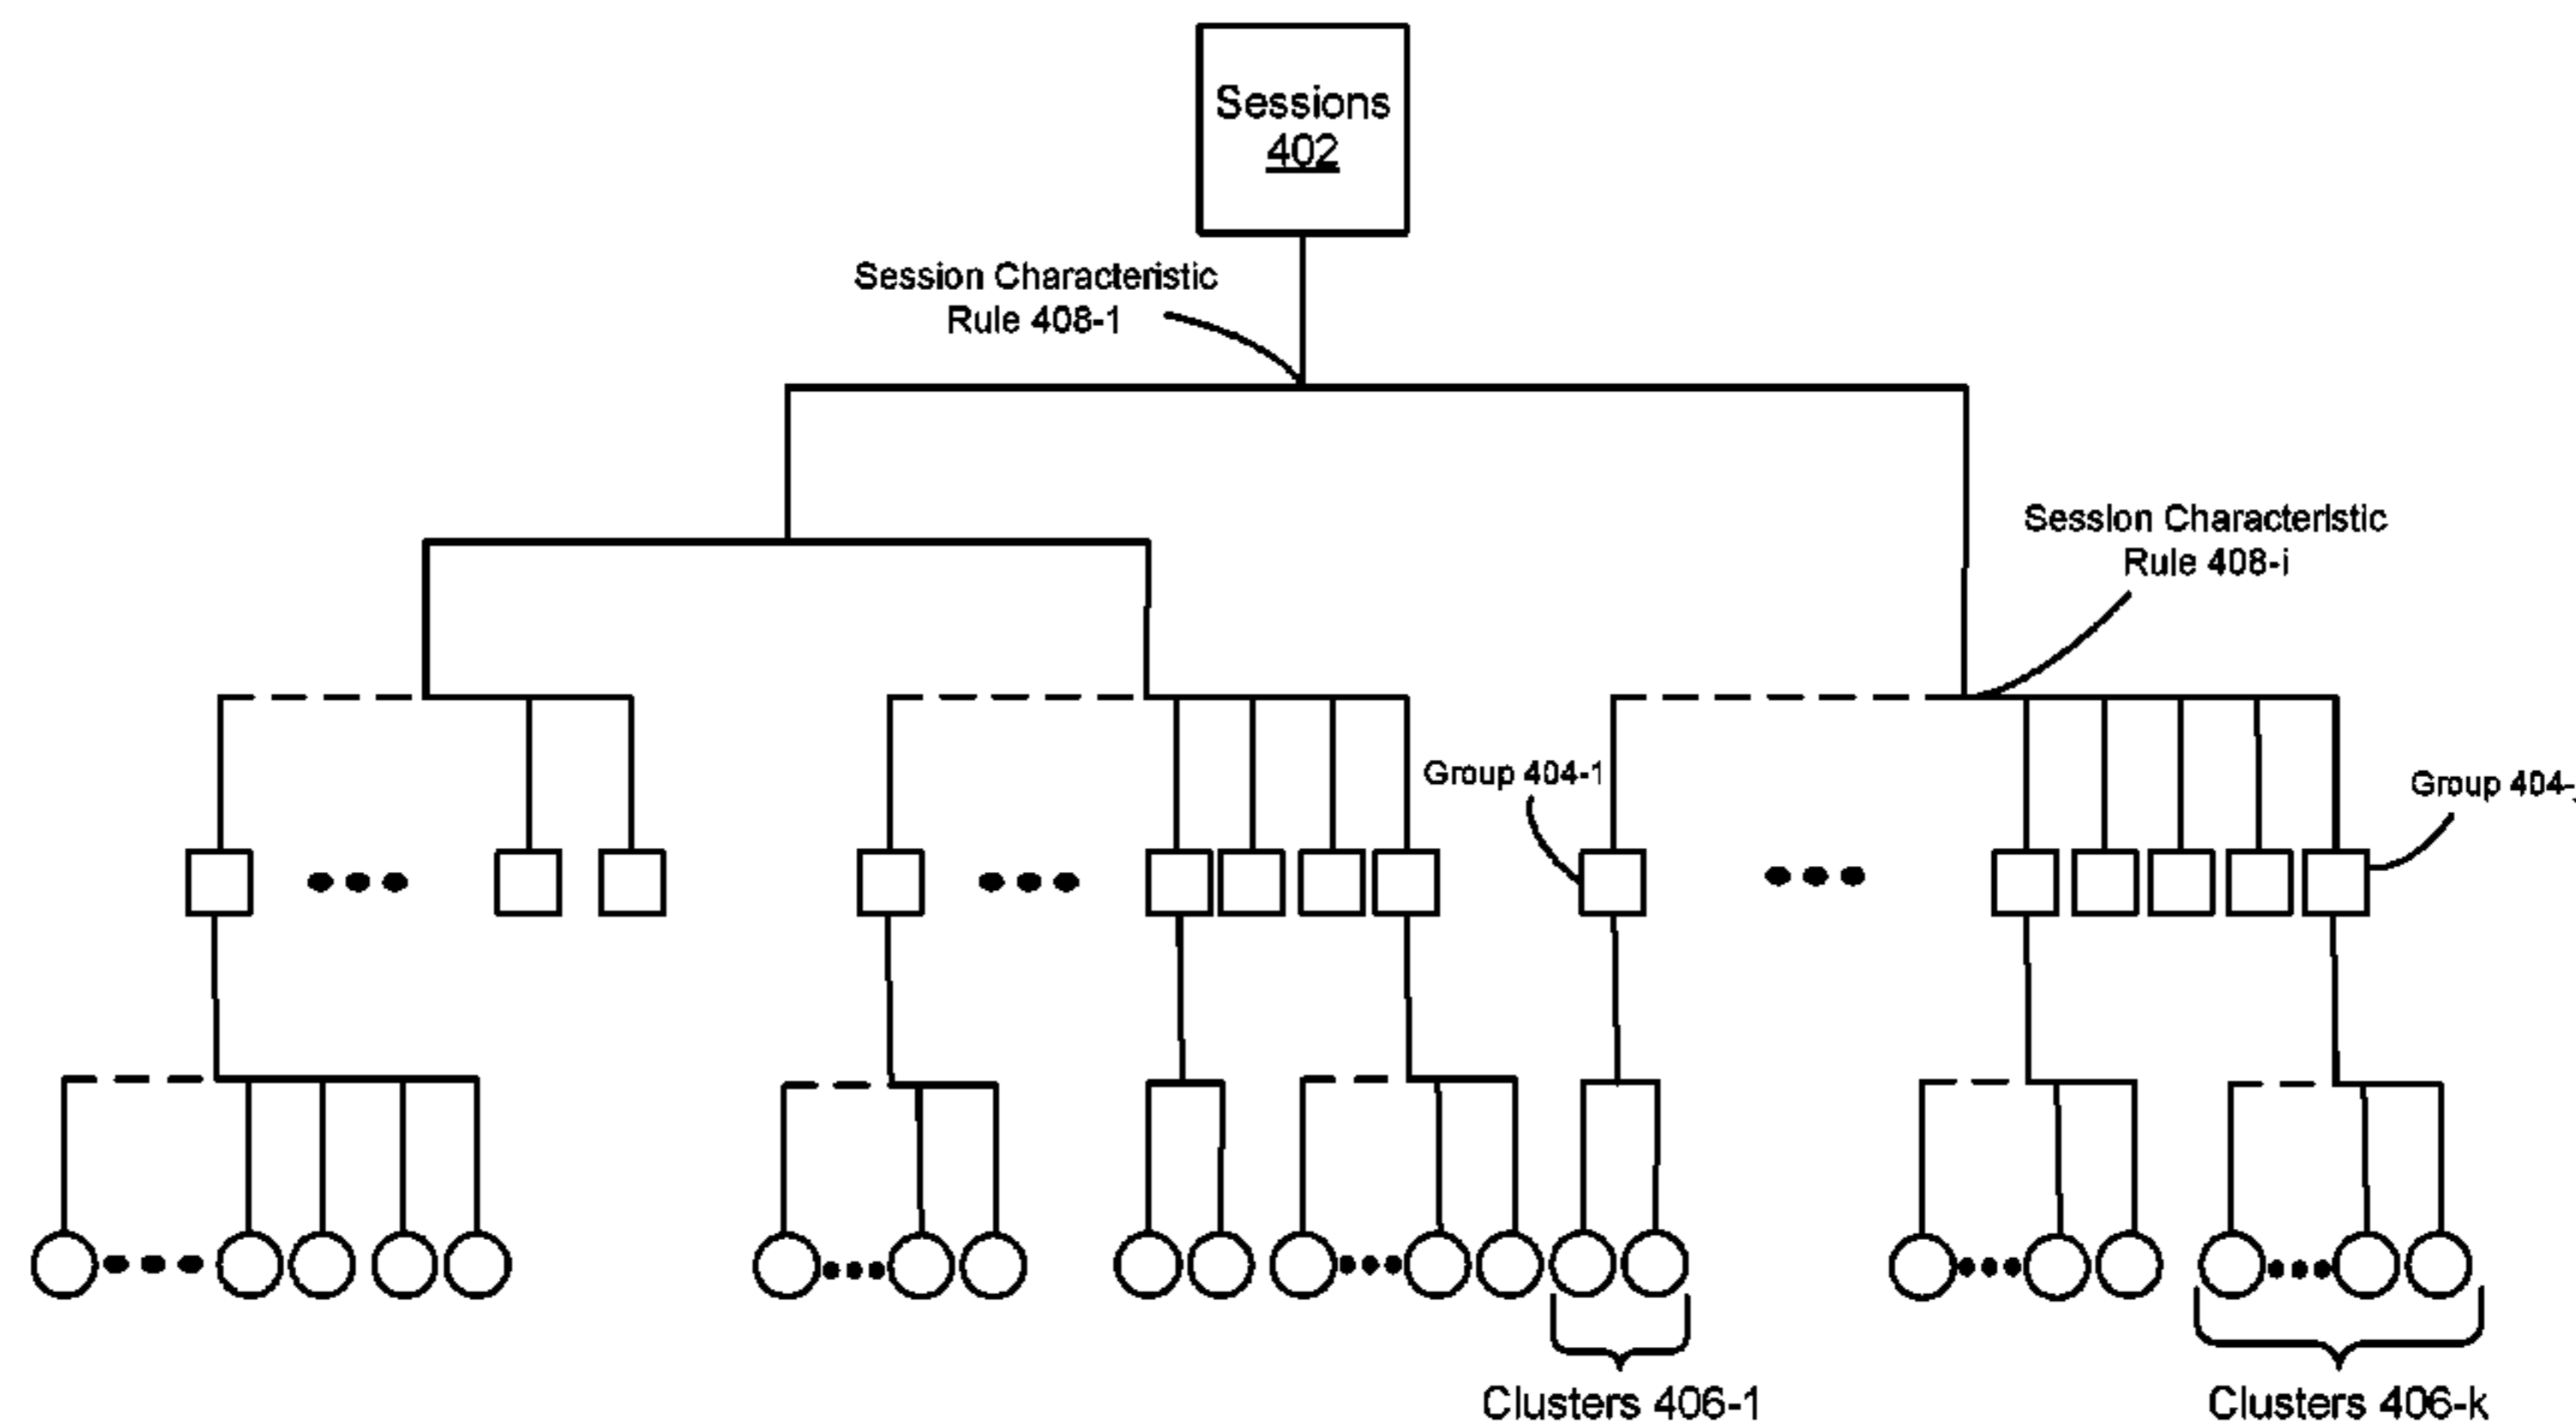 Sessions
402
Session Characteristic
Rule 408-1
Session Characteristic
Rule 408-i
Group 404-1
Group 404-
Clusters 406-1
Clusters 406-k